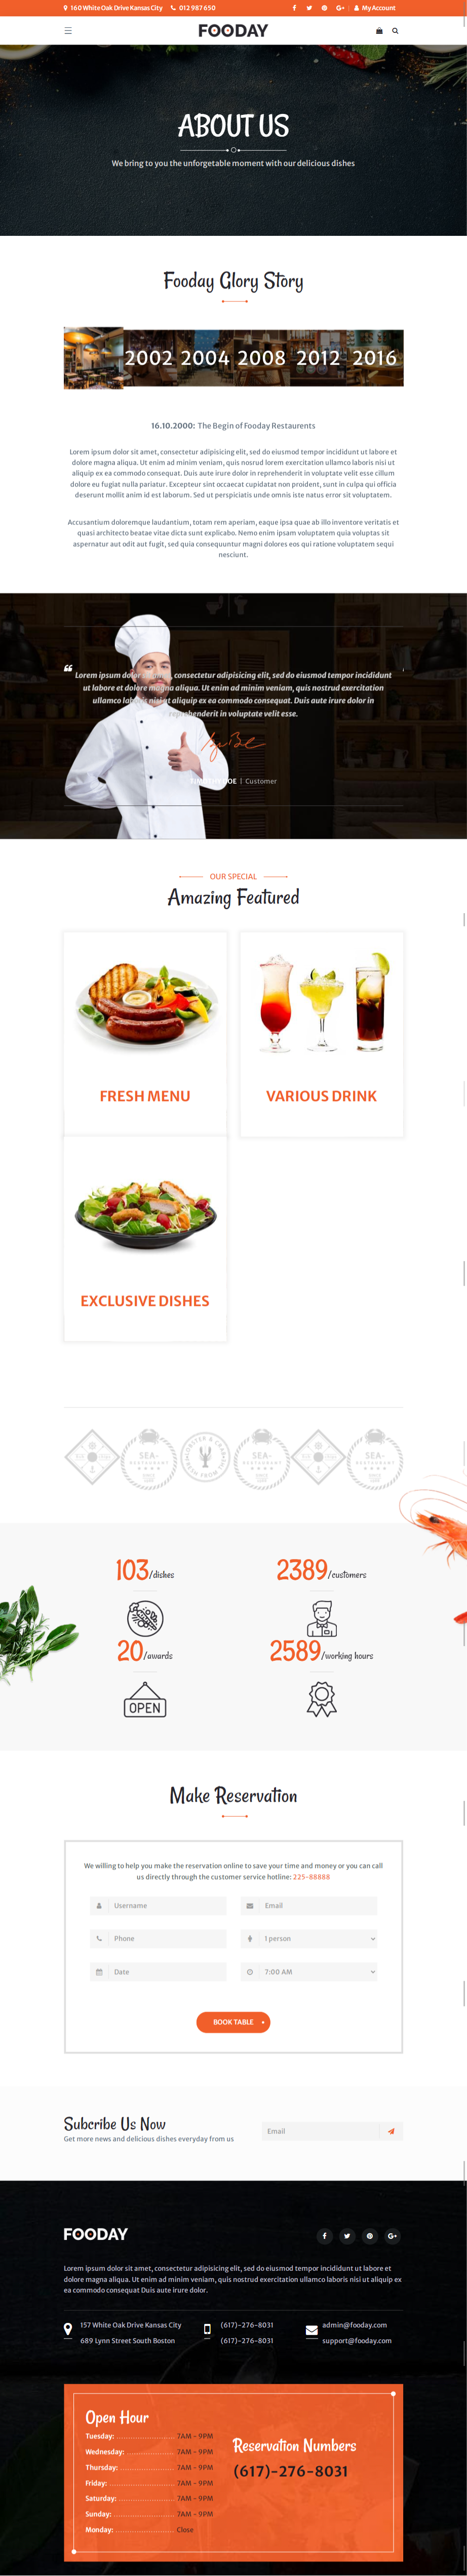 160 White Oak Drive Kansas City 012 987 650 My Account
FOODAY
ABOUT US
We bring to you the unforgetable moment with our delicious dishes
Fooday Glory Story
2002 2004 2008 2012 2016
16.10.2000: The Begin of Fooday Restaurents
Lorem ipsum dolor sit amet, consectetur adipisicing elit, sed do eiusmod tempor incididunt ut labore et
dolore magna aliqua. Ut enim ad minim veniam, quis nosrud lorem exercitation ullamco laboris nisi ut
aliquip ex ea commodo consequat. Duis aute irure dolor in reprehenderit in voluptate velit esse cillum
dolore eu fugiat nulla pariatur. Excepteur sint occaecat cupidatat non proident, sunt in culpa qui officia
deserunt mollit anim id est laborum. Sed ut perspiciatis unde omnis iste natus error sit voluptatem.
Accusantium doloremque laudantium, totam rem aperiam, eaque ipsa quae ab illo inventore veritatis et
quasi architecto beatae vitae dicta sunt explicabo. Nemo enim ipsam voluptatem quia voluptas sit
aspernatur aut odit aut fugit, sed quia consequuntur magni dolores eos qui ratione voluptatem sequi
nesciunt.
Lorem ipsum dolor consectetur adipisicing elit, sed do eiusmod tempor incididunt
ut labore et dolore magna aliqua. Ut enim ad minim veniam, quis nostrud exercitation
ullamco laboris nisi ut aliquip ex ea commodo consequat. Duis aute irure dolor in
reprehenderit in voluptate velit esse.
DOE | Customer
OUR SPECIAL
Amazing Featured
FRESH MENU
VARIOUS DRINK
EXCLUSIVE DISHES
SEA- SEA- SEA-
RESTAURANT RESTAURANT RESTAURANT
103/dishes
2389/customers
20/awards
2589/working hours
OPEN
Make Reservation
We willing to help you make the reservation online to save your time and money or you can call
us directly through the customer service hotline: 225-88888
Username Email
Phone 1 person
Date 7:00 AM
BOOK TABLE
Subcribe Us Now
Get more news and delicious dishes everyday from us
Email
FOODAY
Lorem ipsum dolor sit amet, consectetur adipisicing elit, sed do eiusmod tempor incididunt ut labore et
dolore magna aliqua. Ut enim ad minim veniam, quis nostrud exercitation ullamco laboris nisi ut aliquip ex
ea commodo consequat Duis aute irure dolor.
157 White Oak Drive Kansas City (617)-276-8031 admin@fooday.com
689 Lynn Street South Boston (617)-276-8031 support@fooday.com
Open Hour
Tuesday: 7AM - 9PM
Wednesday: 7AM - 9PM
Thursday: 7AM - 9PM
Friday: 7AM - 9PM
Saturday: 7AM - 9PM
Sunday: 7AM - 9PM
Monday: Close
Reservation Numbers
(617)-276-8031